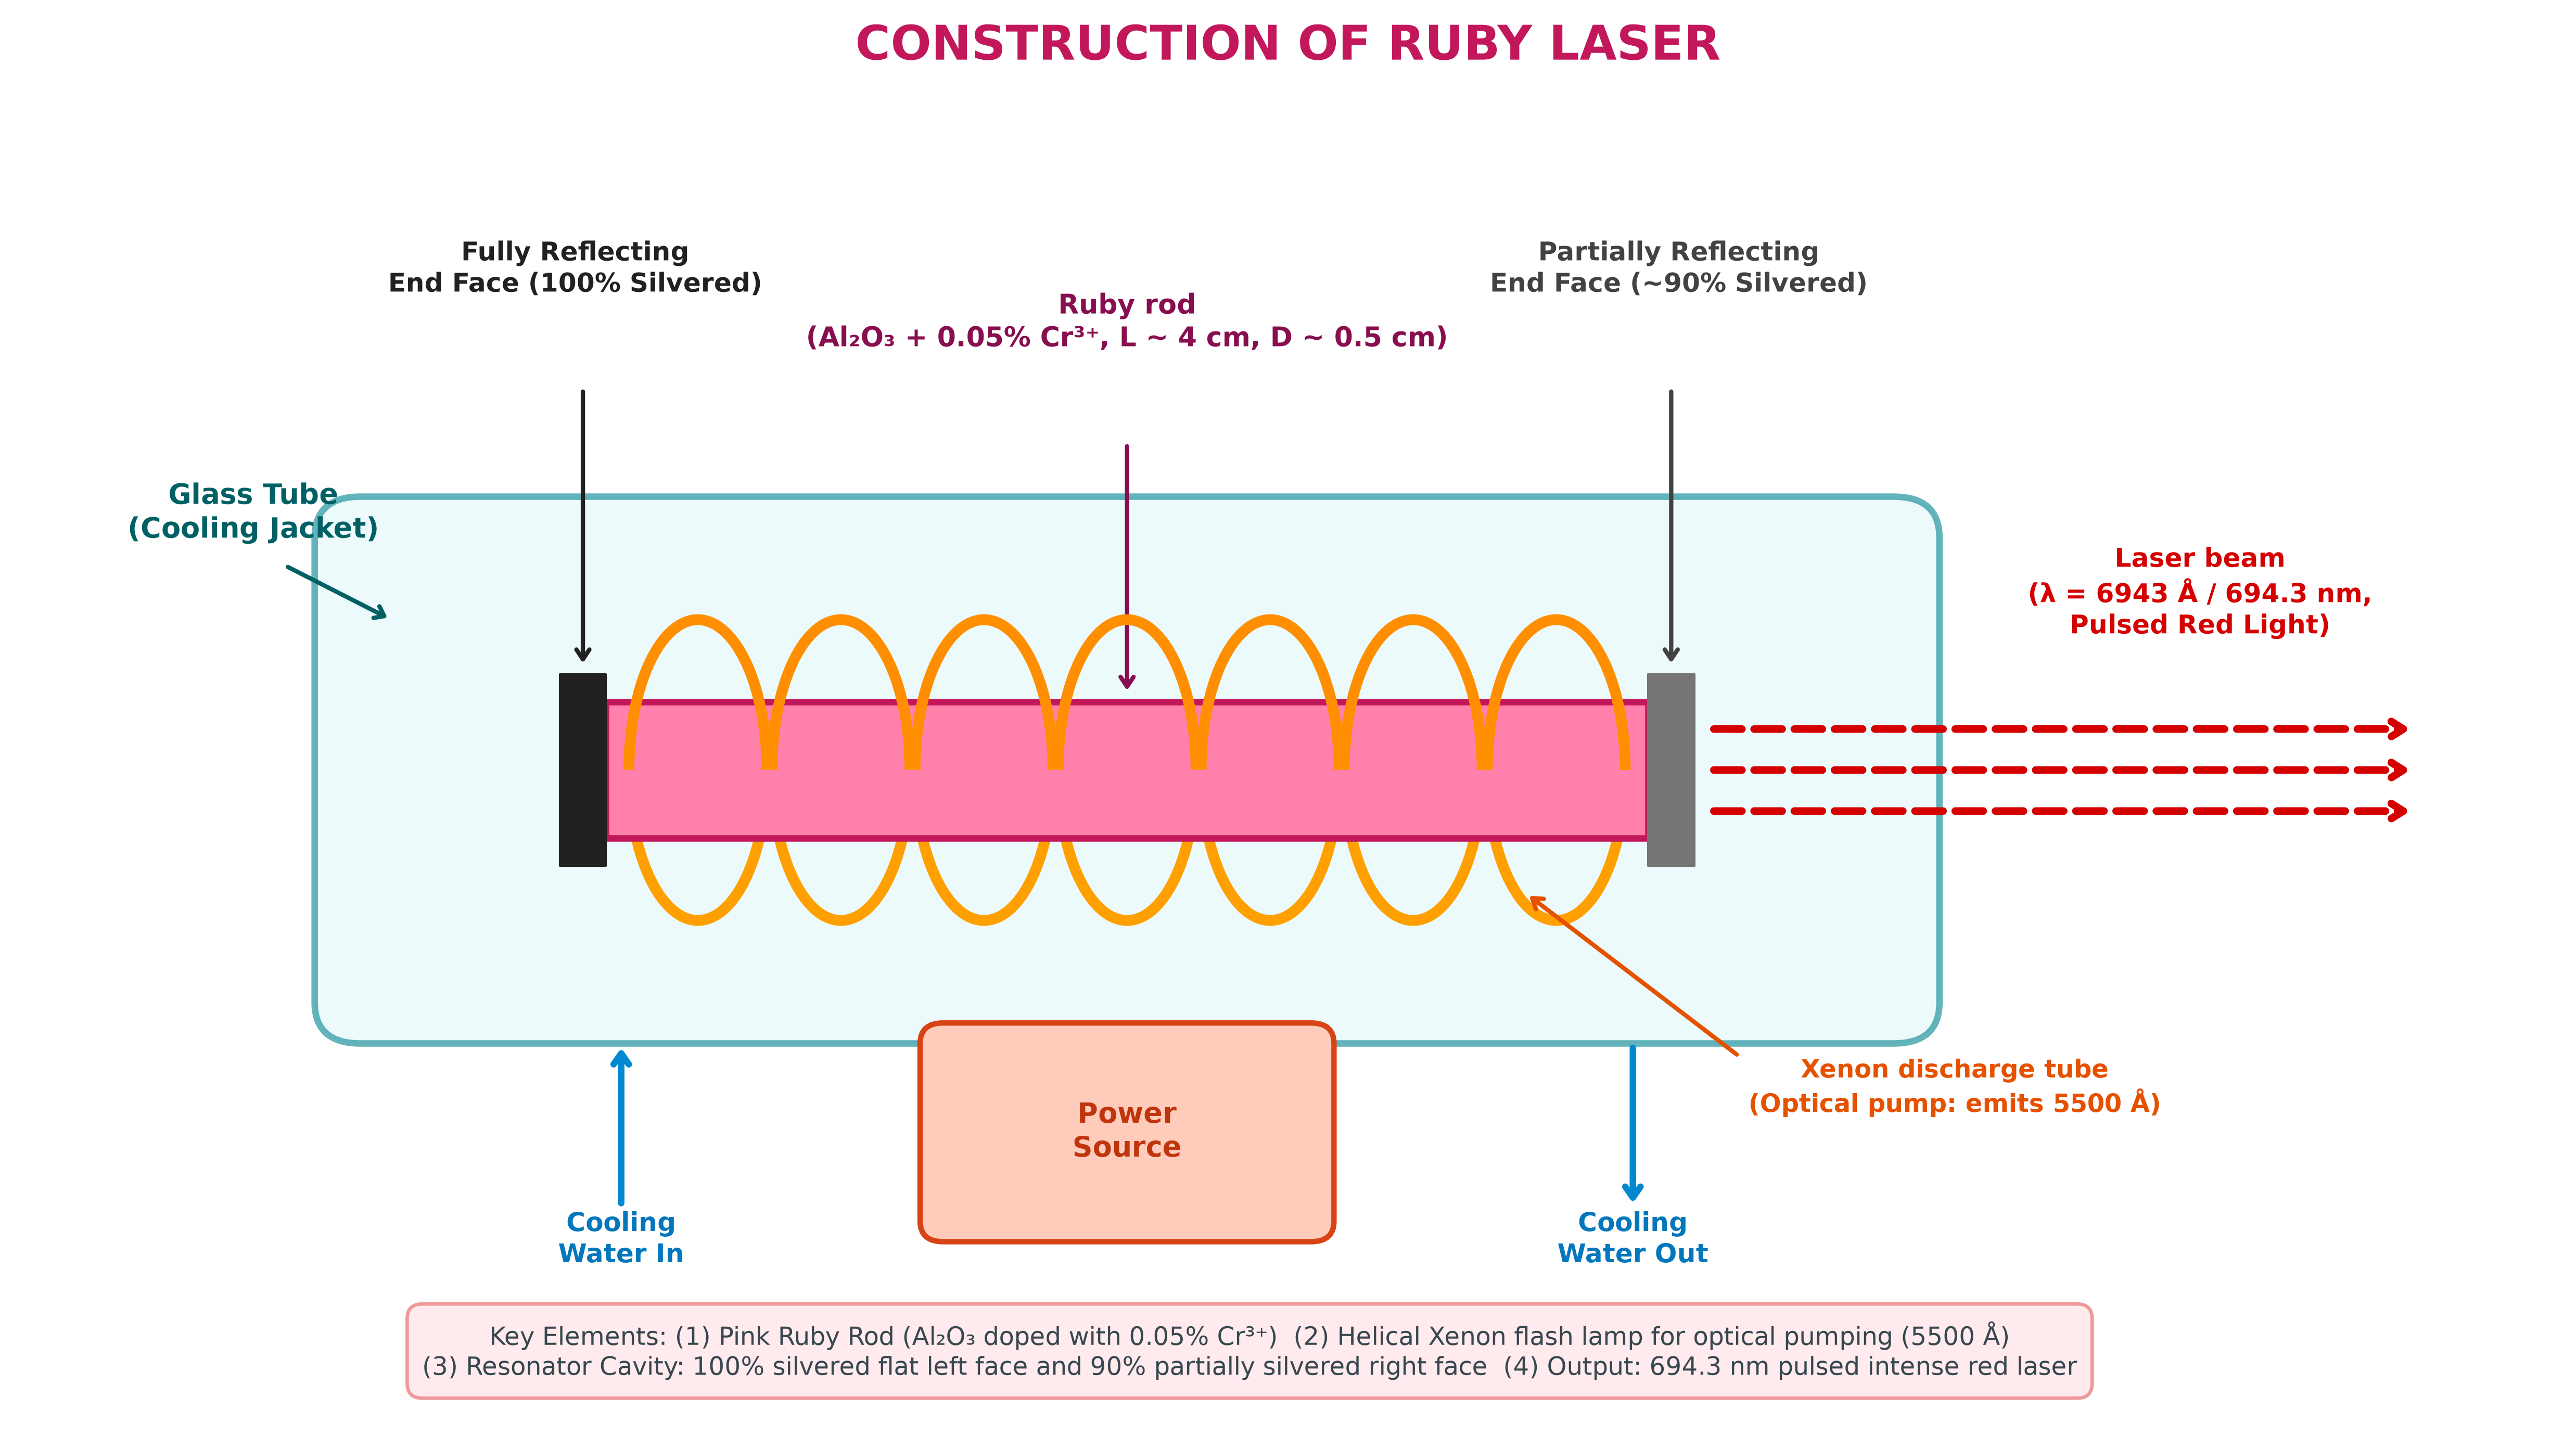 CONSTRUCTION OF RUBY LASER
Fully Reflecting
End Face (100% Silvered)
Partially Reflecting
End Face (~90% Silvered)
Ruby rod
(Al₂O₃ + 0.05% Cr³⁺, L ~ 4 cm, D ~ 0.5 cm)
Glass Tube
(Cooling Jacket)
Laser beam
(λ = 6943 Å / 694.3 nm,
Pulsed Red Light)
Xenon discharge tube
(Optical pump: emits 5500 Å)
Power
Source
Cooling
Water In
Cooling
Water Out
Key Elements: (1) Pink Ruby Rod (Al₂O₃ doped with 0.05% Cr³⁺)  (2) Helical Xenon flash lamp for optical pumping (5500 Å)
(3) Resonator Cavity: 100% silvered flat left face and 90% partially silvered right face  (4) Output: 694.3 nm pulsed intense red laser